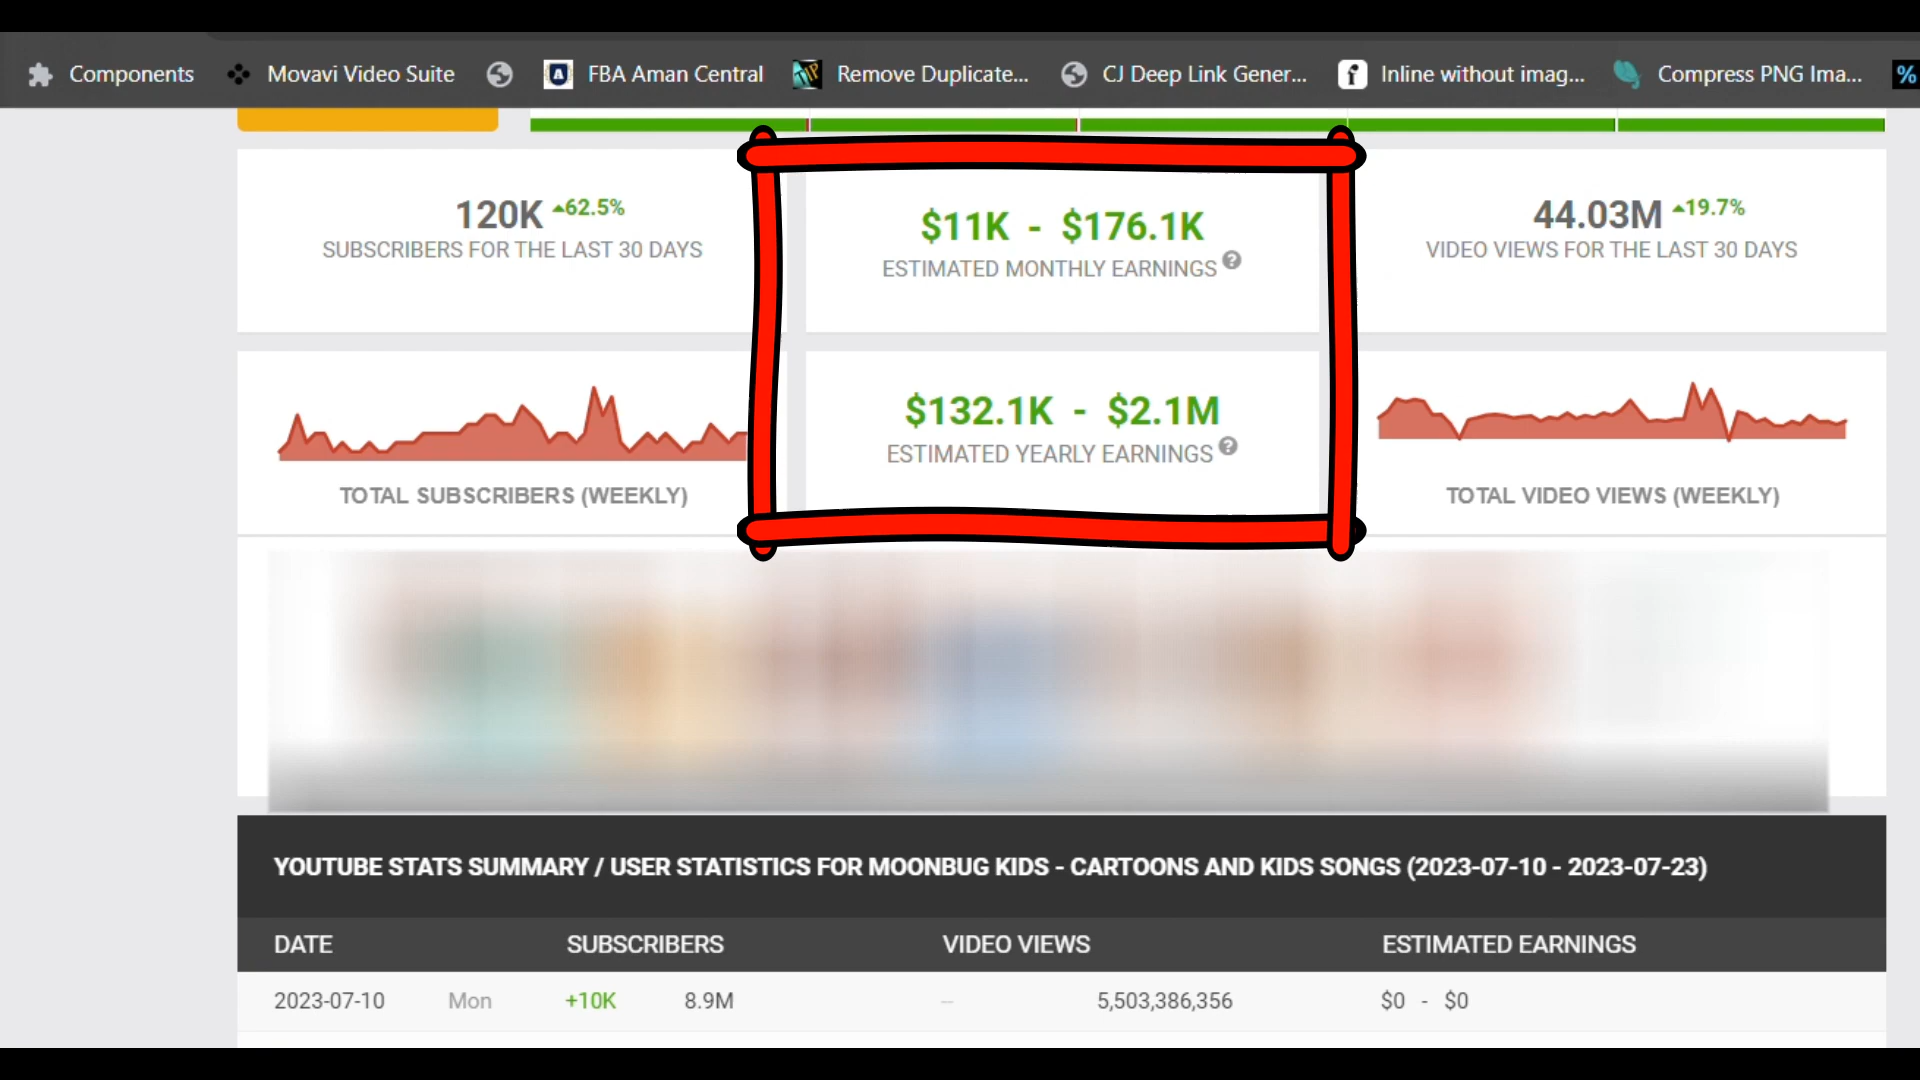 Components Movavi Video Suite FBA Aman Central Remove Duplicate... CJ Deep Link Gener... Inline without imag... Compress PNG Ima... %
120K 62.5%
SUBSCRIBERS FOR THE LAST 30 DAYS
$11K - $176.1K
ESTIMATED MONTHLY EARNINGS ?
44.03M 19.7%
VIDEO VIEWS FOR THE LAST 30 DAYS
TOTAL SUBSCRIBERS (WEEKLY)
$132.1K - $2.1M
ESTIMATED YEARLY EARNINGS ?
TOTAL VIDEO VIEWS (WEEKLY)
YOUTUBE STATS SUMMARY / USER STATISTICS FOR MOONBUG KIDS - CARTOONS AND KIDS SONGS (2023-07-10 - 2023-07-23)
DATE SUBSCRIBERS VIDEO VIEWS ESTIMATED EARNINGS
2023-07-10 Mon +10K 8.9M -- 5,503,386,356 $0 - $0